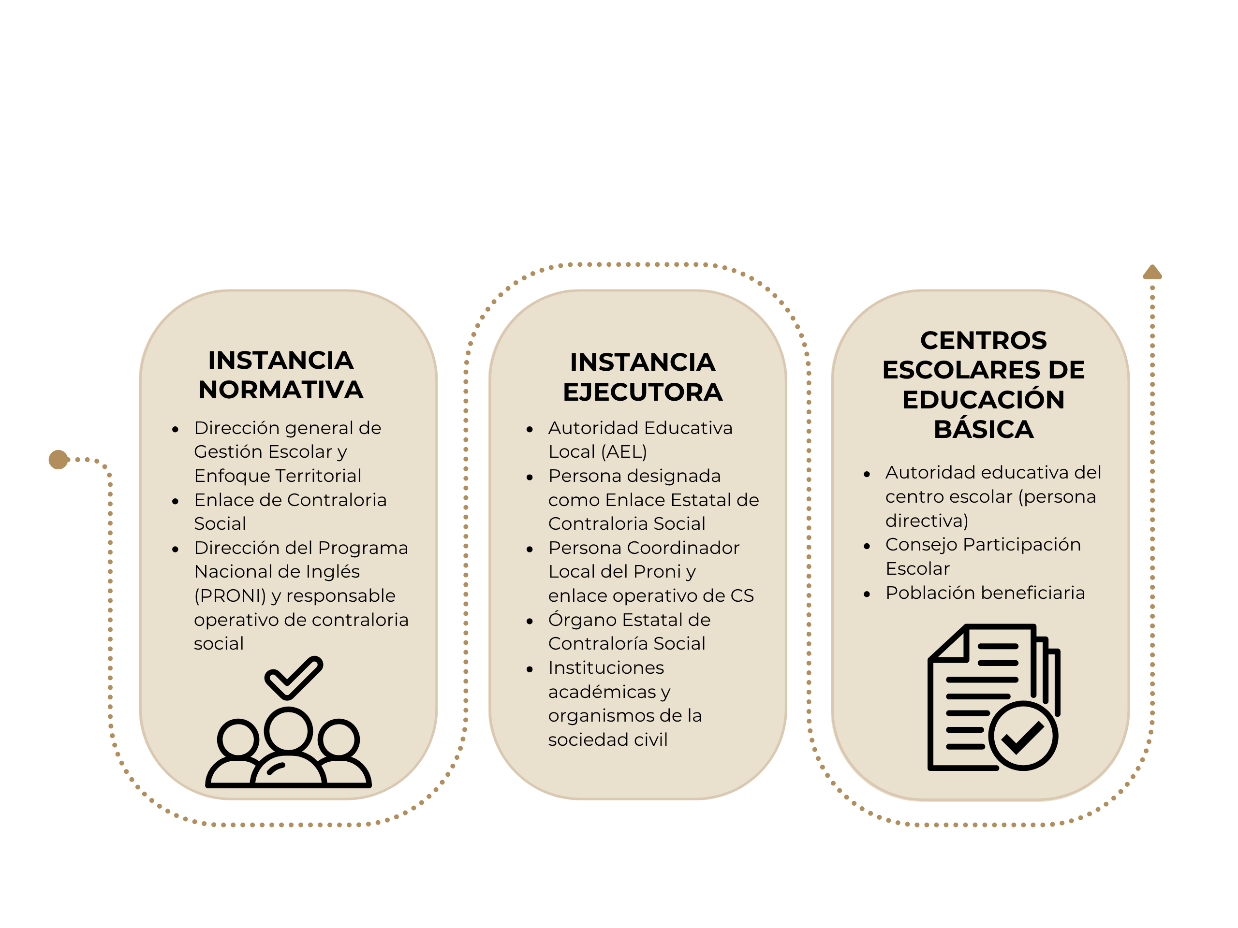 INSTANCIA
NORMATIVA
• Dirección general de
Gestión Escolar y
Enfoque Territorial
• Enlace de Contraloria
Social
• Dirección del Programa
Nacional de Inglés
(PRONI) y responsable
operativo de contraloria
social
INSTANCIA
EJECUTORA
• Autoridad Educativa
Local (AEL)
• Persona designada
como Enlace Estatal de
Contraloria Social
• Persona Coordinador
Local del Proni y
enlace operativo de CS
• Órgano Estatal de
Contraloría Social
• Instituciones
académicas y
organismos de la
sociedad civil
CENTROS
ESCOLARES DE
EDUCACIÓN
BÁSICA
• Autoridad educativa del
centro escolar (persona
directiva)
• Consejo Participación
Escolar
• Población beneficiaria